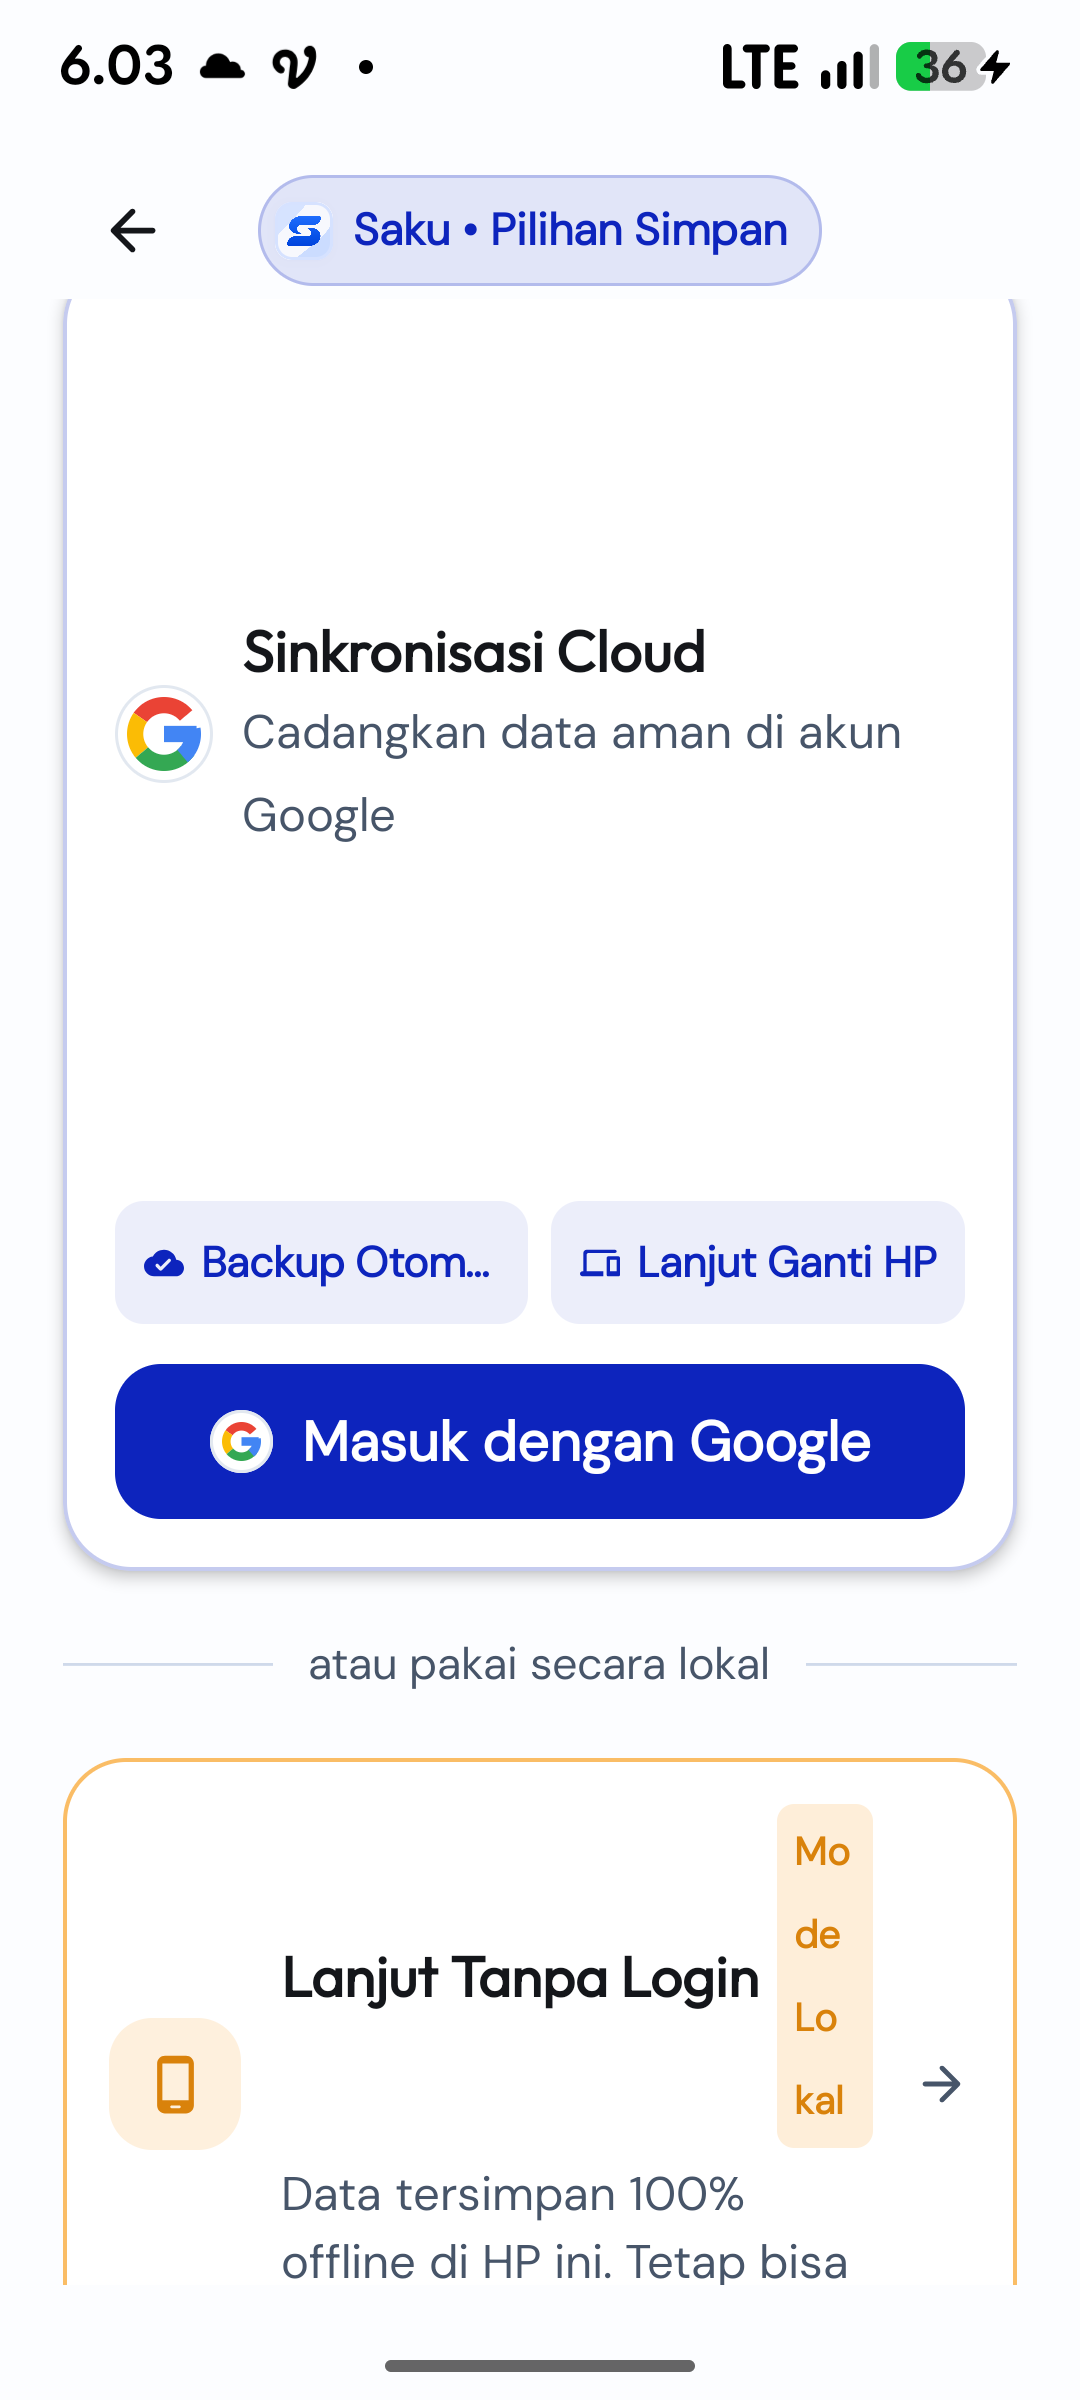 6.03
LTE
36
Saku • Pilihan Simpan
Sinkronisasi Cloud
Cadangkan data aman di akun
Google
Backup Otom...
Lanjut Ganti HP
Masuk dengan Google
atau pakai secara lokal
Lanjut Tanpa Login
Mo
de
Lo
kal
Data tersimpan 100%
offline di HP ini. Tetap bisa